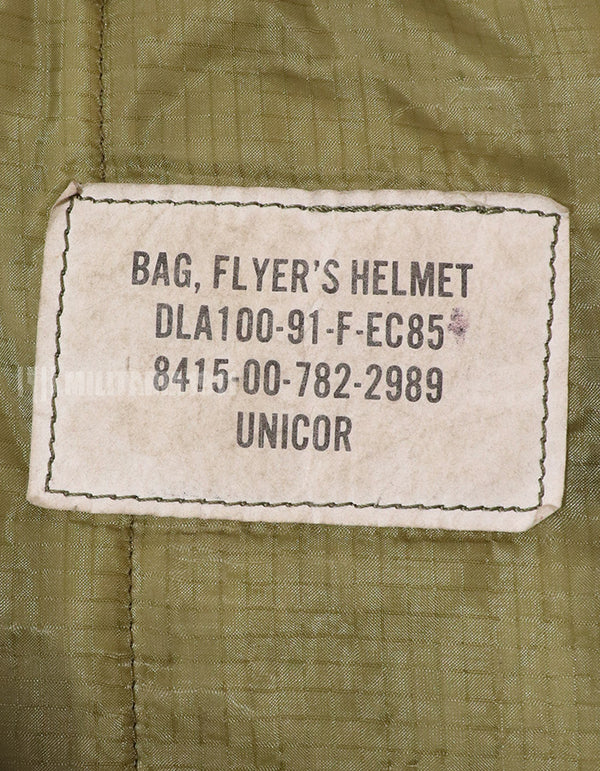 BAG, FLYER'S HELMET
DLA100-91-F-EC85
8415-00-782-2989
UNICOR